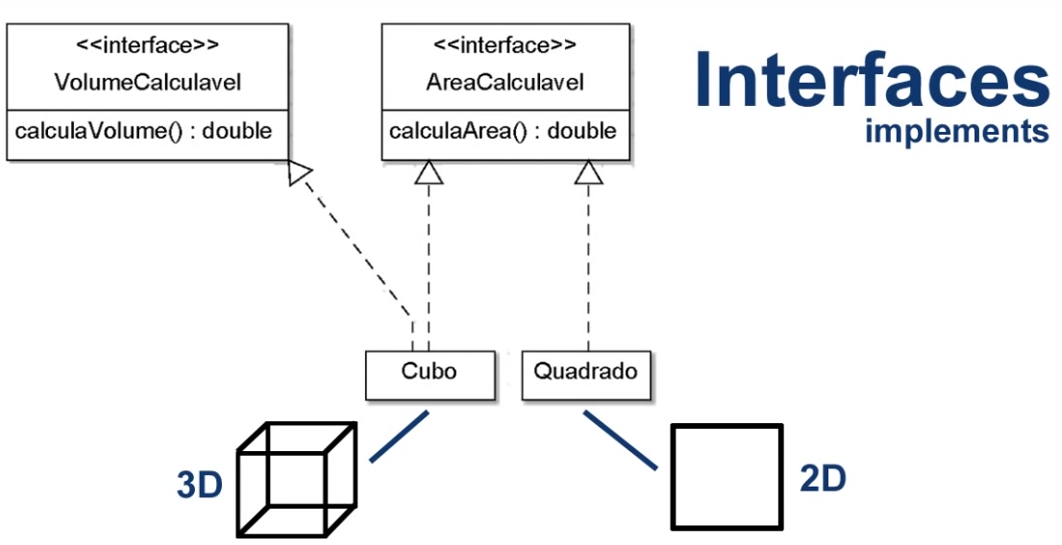 <<interface>>
VolumeCalculavel
calculaVolume() : double
<<interface>>
AreaCalculavel
calculaArea() : double
Interfaces
implements
Cubo
Quadrado
3D
2D